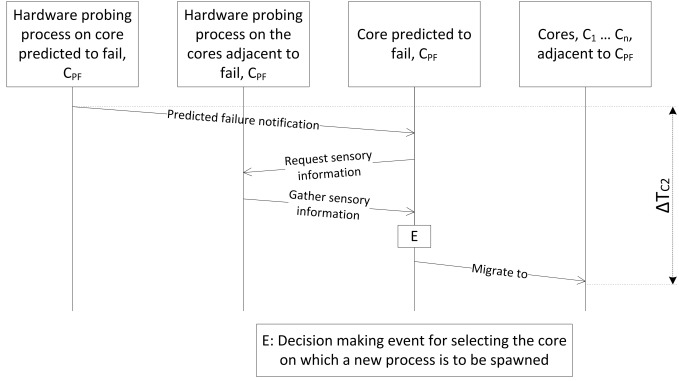 Hardware probing
process on core
predicted to fail,
CPF
Hardware probing
process on the
cores adjacent to
fail, CPF
Core predicted to
fail, CPF
Cores, C1 ... Cn,
adjacent to CPF
Predicted failure notification
Request sensory
information
Gather sensory
information
E
Migrate to
ΔTC2
E: Decision making event for selecting the core
on which a new process is to be spawned